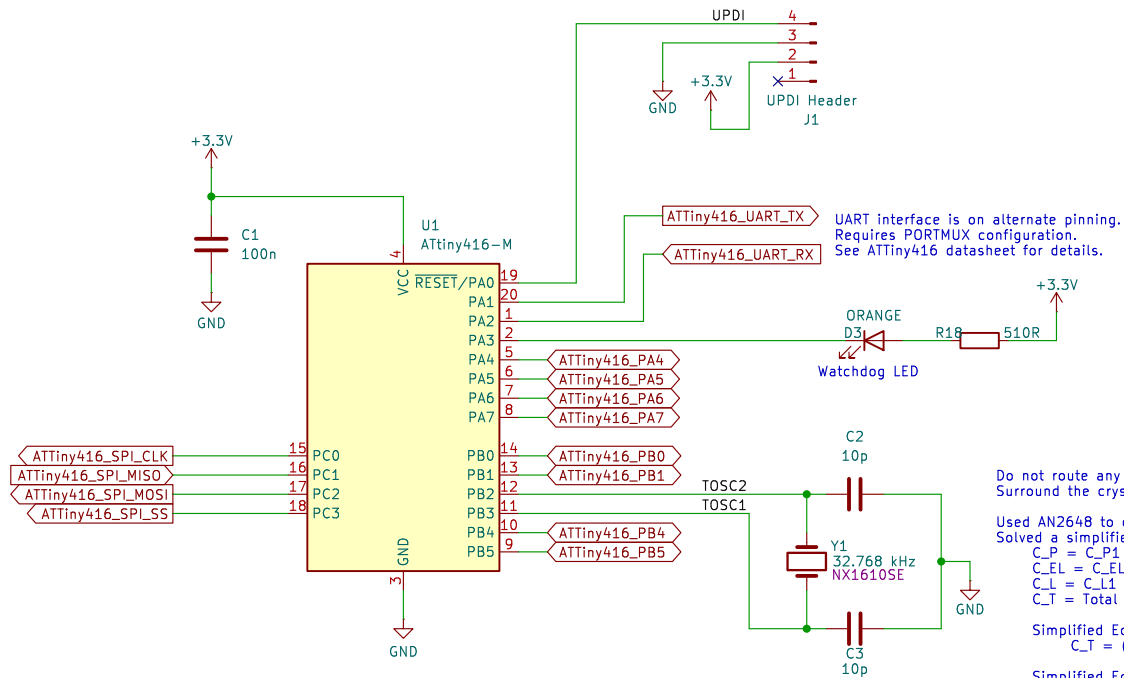 UPDI
4
3
2
1
UPDI Header
J1
GND
+3.3V
+3.3V
C1
100n
GND
U1
ATtiny416-M
4
VCC
RESET/PA0
19
PA1
20
PA2
1
PA3
2
PA4
5
PA5
6
PA6
7
PA7
8
PB0
14
PB1
13
PB2
12
PB3
11
PB4
10
PB5
9
15
PC0
16
PC1
17
PC2
18
PC3
GND
3
GND
ATTiny416_SPI_CLK
ATTiny416_SPI_MISO
ATTiny416_SPI_MOSI
ATTiny416_SPI_SS
ATTiny416_UART_TX
ATTiny416_UART_RX
UART interface is on alternate pinning.
Requires PORTMUX configuration.
See ATTiny416 datasheet for details.
ORANGE
D3
Watchdog LED
R18
510R
+3.3V
ATTiny416_PA4
ATTiny416_PA5
ATTiny416_PA6
ATTiny416_PA7
ATTiny416_PB0
ATTiny416_PB1
TOSC2
TOSC1
ATTiny416_PB4
ATTiny416_PB5
C2
10p
Y1
32.768 kHz
NX1610SE
C3
10p
GND
Do not route any
Surround the crys
Used AN2648 to
Solved a simplifie
C_P = C_P1
C_EL = C_EL
C_L = C_L1
C_T = Total
Simplified Eq
C_T = (
Simplified Eq